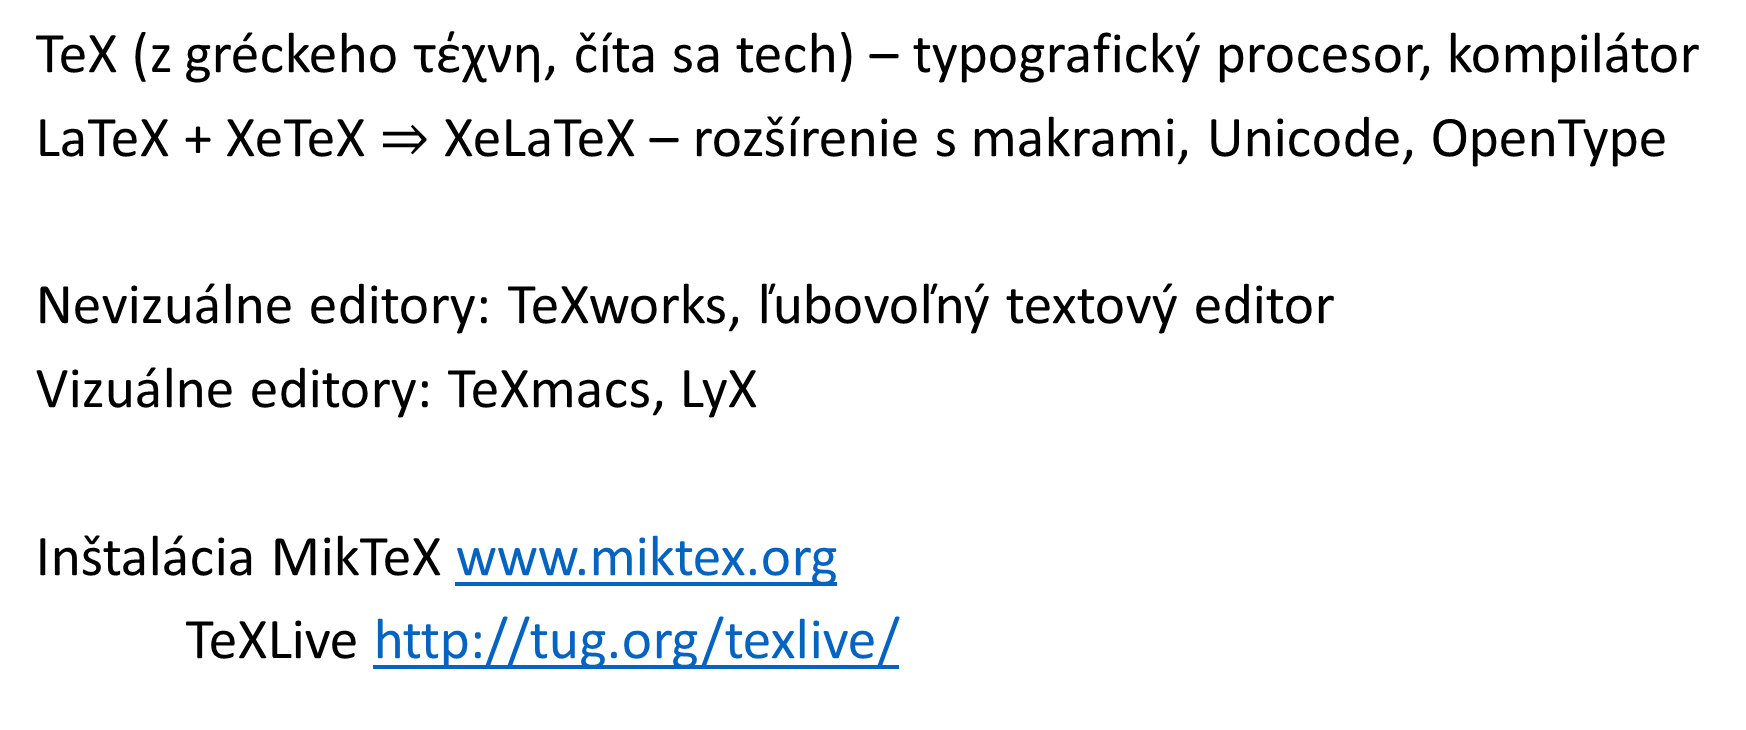 TeX (z gréckeho τέχνη, číta sa tech) – typografický procesor, kompilátor
LaTeX + XeTeX ⇒ XeLaTeX – rozšírenie s makrami, Unicode, OpenType
Nevizuálne editory: TeXworks, ľubovoľný textový editor
Vizuálne editory: TeXmacs, LyX
Inštalácia MikTeX www.miktex.org
TeXLive http://tug.org/texlive/